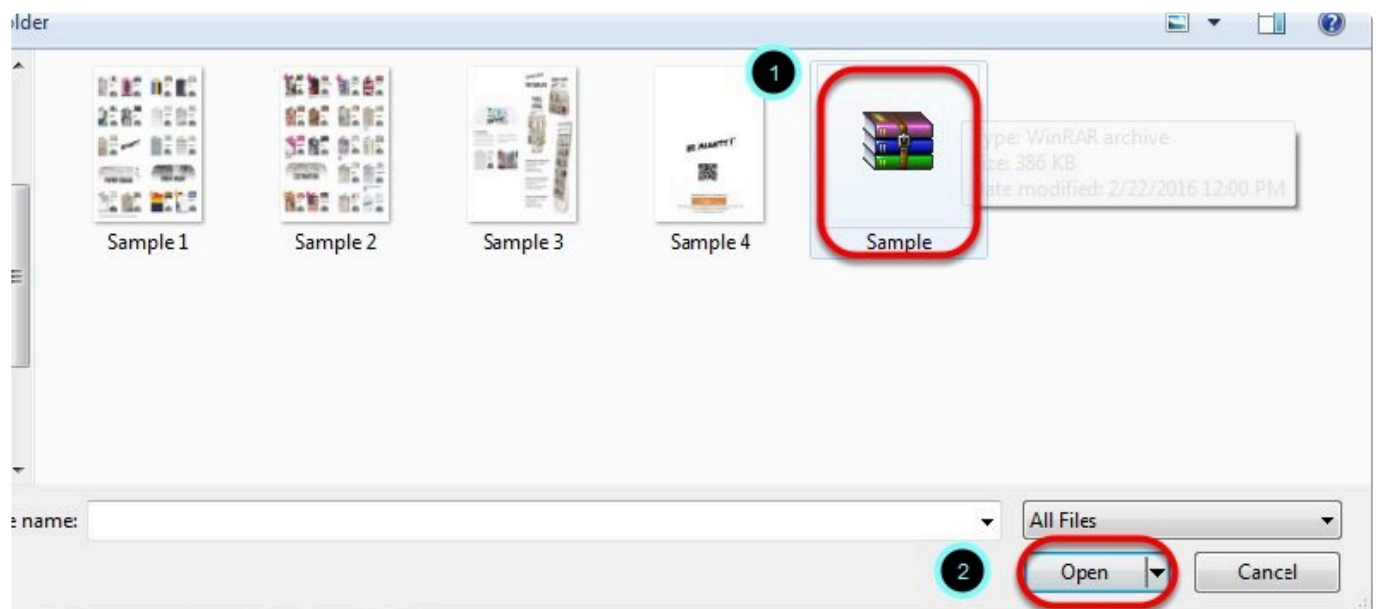 older
1
ype: WinRAR archive
ize: 386 KB
ate modified: 2/22/2016 12:00 PM
Sample 1
Sample 2
Sample 3
Sample 4
Sample
e name:
All Files
2
Open
Cancel